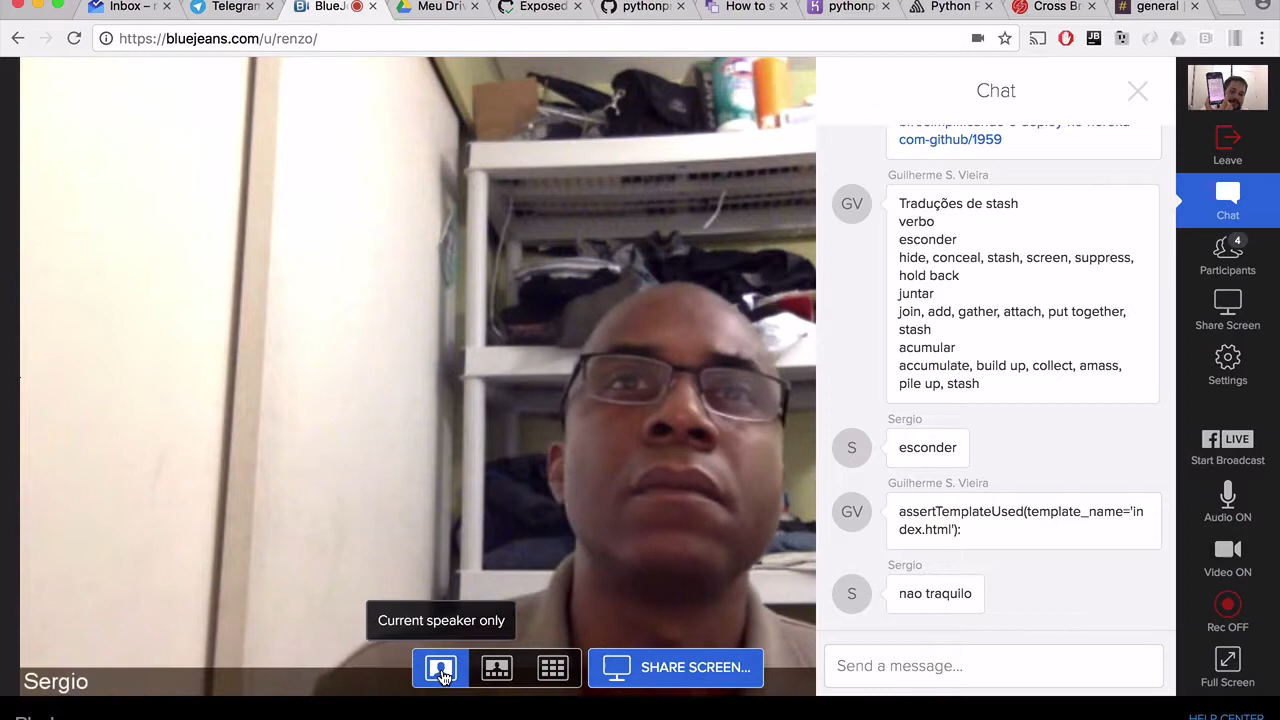 Inbox – r
Telegram
BlueJ
Meu Driv
Exposed
pythonp
How to s
pythonp
Python F
Cross Br
general
https://bluejeans.com/u/renzo/
Chat
com-github/1959
Guilherme S. Vieira
GV
Traduções de stash
verbo
esconder
hide, conceal, stash, screen, suppress,
hold back
juntar
join, add, gather, attach, put together,
stash
acumular
accumulate, build up, collect, amass,
pile up, stash
Sergio
S
esconder
Guilherme S. Vieira
GV
assertTemplateUsed(template_name='in
dex.html'):
Sergio
S
nao traquilo
Send a message...
Current speaker only
SHARE SCREEN...
Sergio
Leave
Chat
4
Participants
Share Screen
Settings
LIVE
Start Broadcast
Audio ON
Video ON
Rec OFF
Full Screen
HELP CENTER